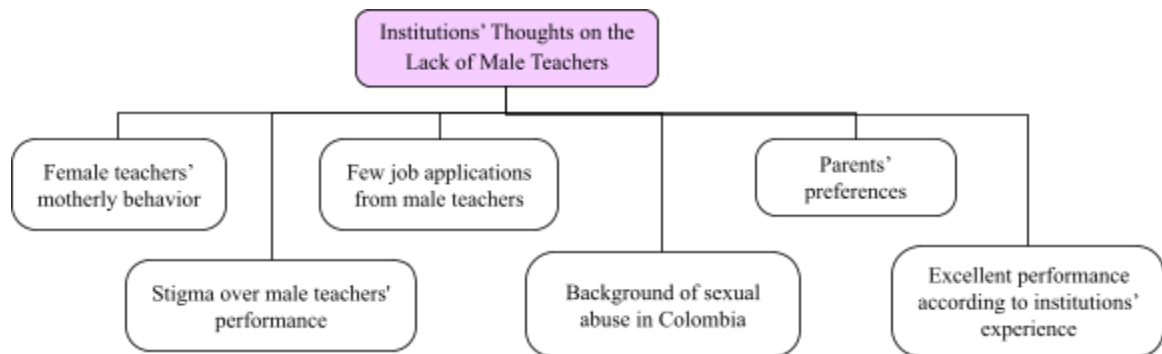 Institutions’ Thoughts on the
Lack of Male Teachers
Female teachers’
motherly behavior
Few job applications
from male teachers
Parents’
preferences
Stigma over male teachers'
performance
Background of sexual
abuse in Colombia
Excellent performance
according to institutions’
experience